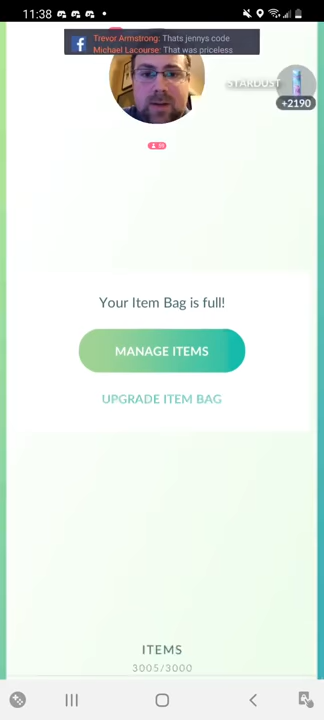 11:38
Trevor Armstrong: Thats jennys code
Michael Lacourse: That was priceless
STARDUST
+2190
Your Item Bag is full!
MANAGE ITEMS
UPGRADE ITEM BAG
ITEMS
3005/3000